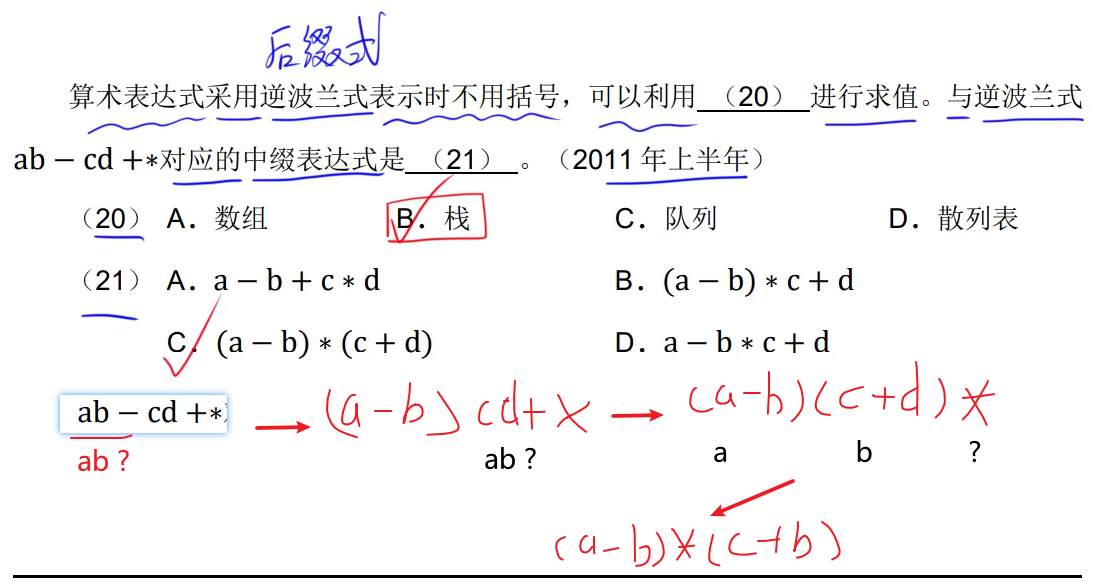 后缀式
算术表达式采用逆波兰式表示时不用括号，可以利用（20）进行求值。与逆波兰式
ab − cd +∗对应的中缀表达式是（21）。（2011 年上半年）
（20） A．数组 B．栈 C．队列 D．散列表
（21） A．a − b + c ∗ d B．(a − b) ∗ c + d
C．(a − b) ∗ (c + d) D．a − b ∗ c + d
ab − cd +∗ → (a-b) cd+× → (a-b)(c+d)*
ab ? ab ? a b ?
(a-b)*(c+b)